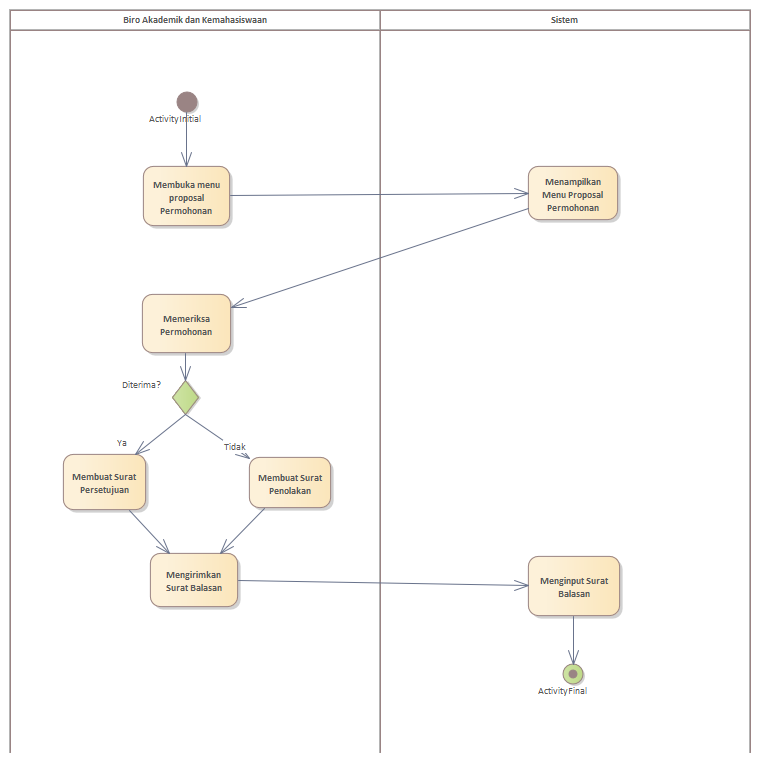 Biro Akademik dan Kemahasiswaan
Sistem
ActivityInitial
Membuka menu
proposal
Permohonan
Menampilkan
Menu Proposal
Permohonan
Memeriksa
Permohonan
Diterima?
Ya
Tidak
Membuat Surat
Persetujuan
Membuat Surat
Penolakan
Mengirimkan
Surat Balasan
Menginput Surat
Balasan
ActivityFinal